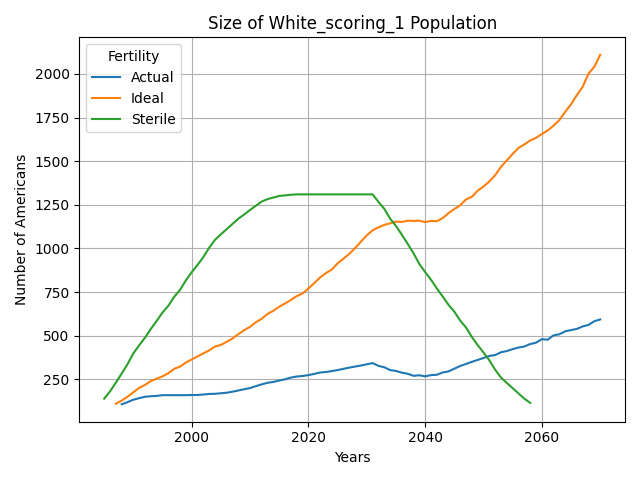 Size of White_scoring_1 Population
Fertility
Actual
Ideal
Sterile
2000
1750
1500
1250
1000
750
500
250
Number of Americans
2000
2020
2040
2060
Years